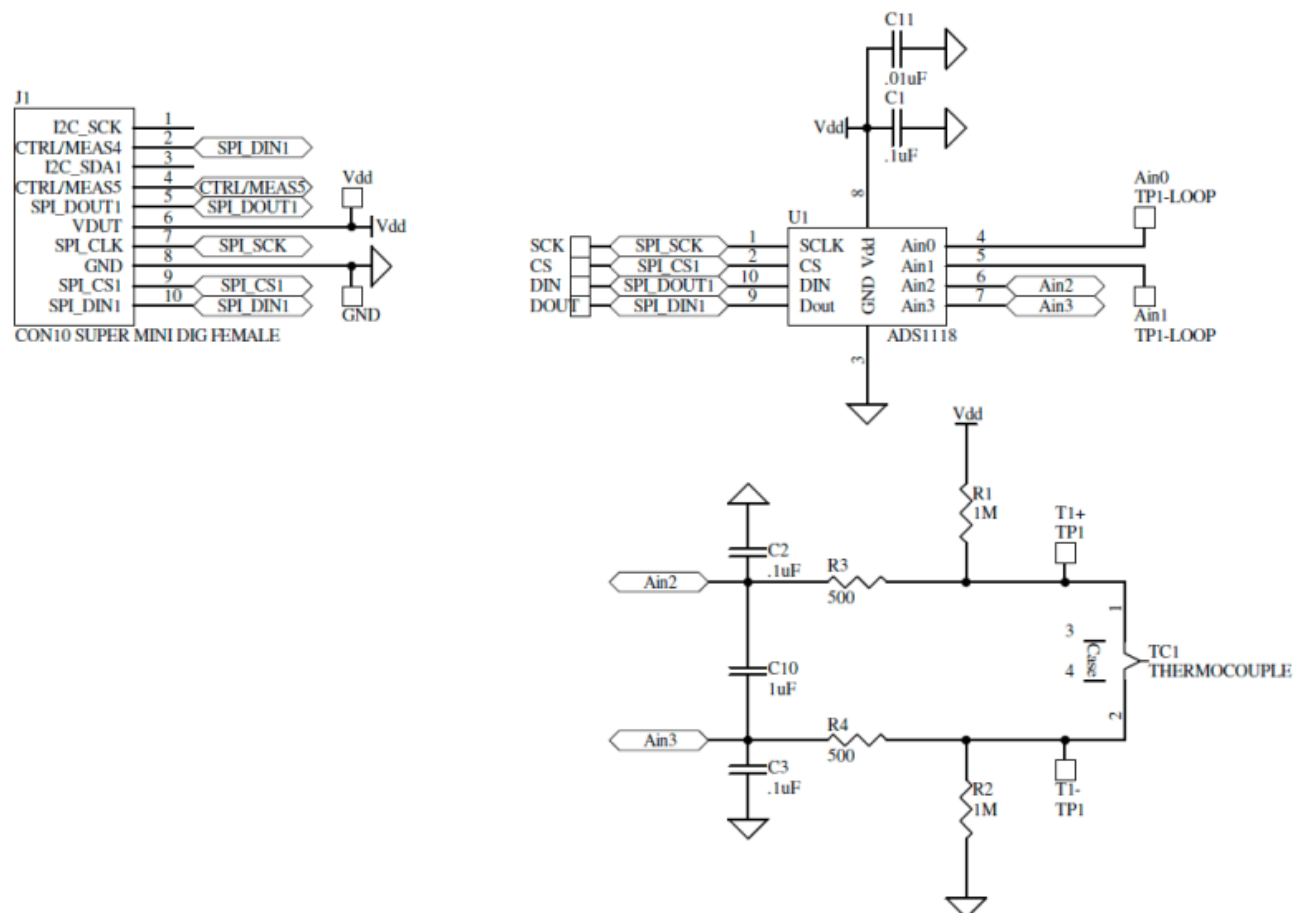 J1
I2C_SCK 1
CTRL/MEAS4 2 SPI_DIN1
I2C_SDA1 3
CTRL/MEAS5 4 CTRL/MEAS5
SPI_DOUT1 5 SPI_DOUT1
VDUT 6
SPI_CLK 7 SPI_SCK
GND 8
SPI_CS1 9 SPI_CS1
SPI_DIN1 10 SPI_DIN1
CON10 SUPER MINI DIG FEMALE
Vdd
Vdd
GND
C11
.01uF
C1
.1uF
Vdd
8
U1
SCK SPI_SCK 1 SCLK
CS SPI_CS1 2 CS
DIN SPI_DOUT1 10 DIN
DOUT SPI_DIN1 9 Dout
Vdd
GND
Ain0 4
Ain1 5
Ain2 6 Ain2
Ain3 7 Ain3
ADS1118
3
Ain0
TP1-LOOP
Ain1
TP1-LOOP
Vdd
R1
1M
T1+
TP1
C2
.1uF
Ain2
R3
500
1
3
Case
4
TC1
THERMOCOUPLE
C10
1uF
2
Ain3
R4
500
C3
.1uF
R2
1M
T1-
TP1